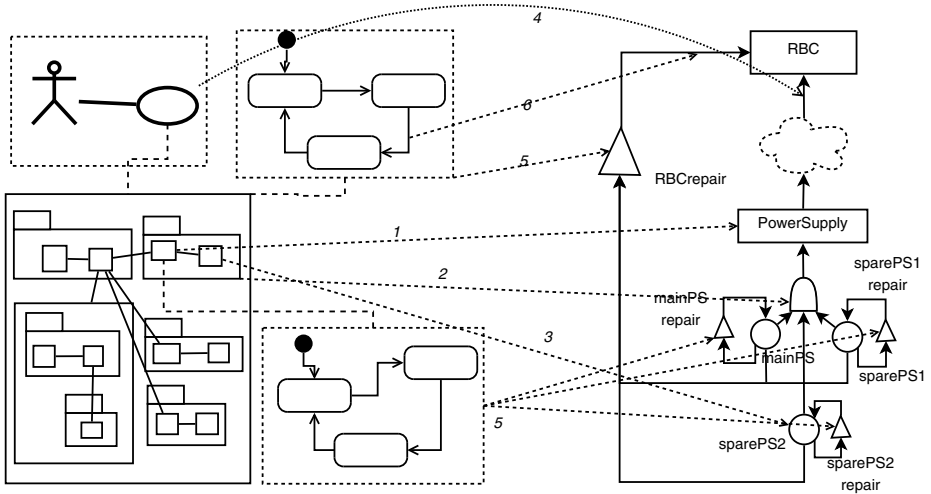 4
RBC
6
5
RBCrepair
PowerSupply
1
2
sparePS1
repair
mainPS
repair
3
mainPS
sparePS1
5
sparePS2
sparePS2
repair